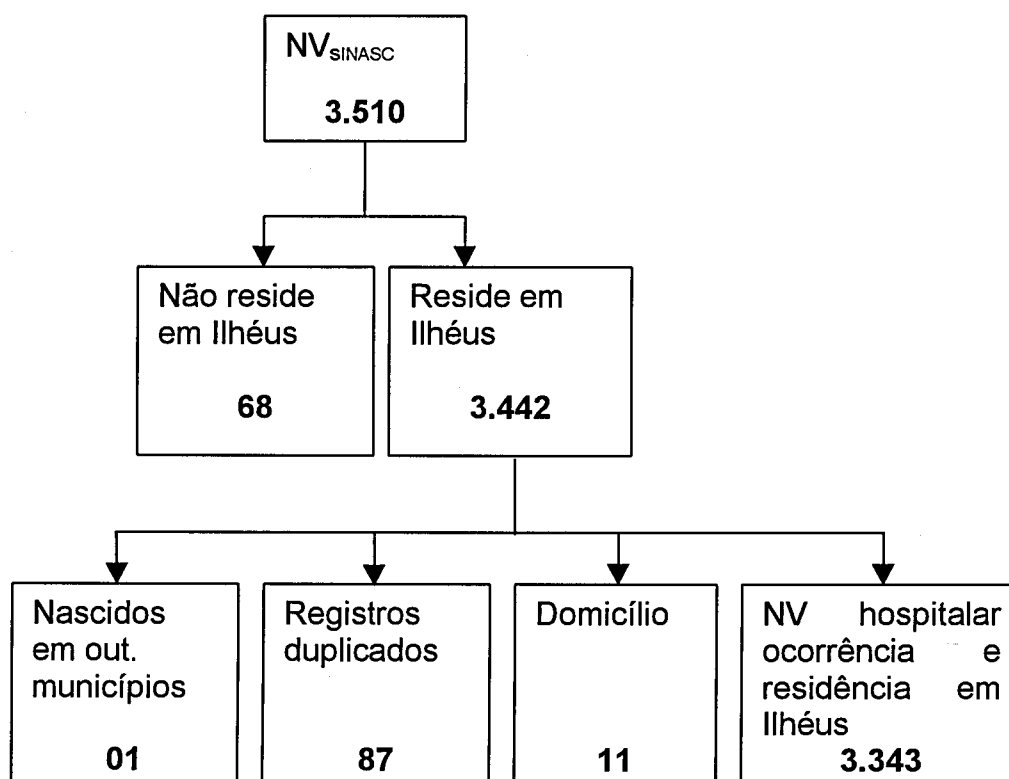 NVSINASC
3.510
Não reside
em Ilhéus
68
Reside em
Ilhéus
3.442
Nascidos
em out.
municípios
01
Registros
duplicados
87
Domicílio
11
NV hospitalar
ocorrência e
residência em
Ilhéus
3.343